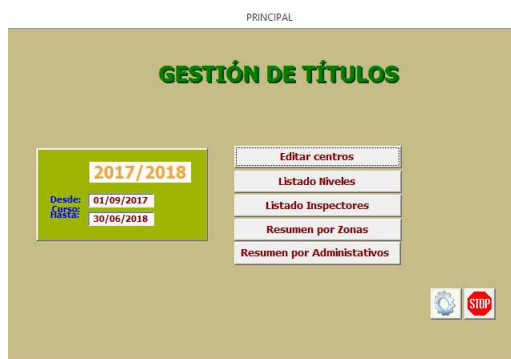 PRINCIPAL
GESTIÓN DE TÍTULOS
2017/2018
Desde: 01/09/2017
Curso:
Hasta: 30/06/2018
Editar centros
Listado Niveles
Listado Inspectores
Resumen por Zonas
Resumen por Administativos
STOP